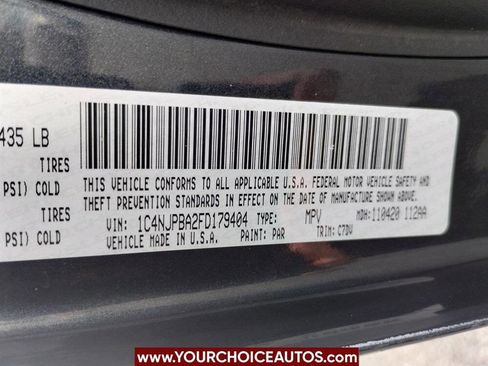 435 LB
TIRES
PSI) COLD
TIRES
PSI) COLD
THIS VEHICLE CONFORMS TO ALL APPLICABLE U.S.A. FEDERAL MOTOR VEHICLE SAFETY AND
THEFT PREVENTION STANDARDS IN EFFECT ON THE DATE OF MANUFACTURE SHOWN ABOVE.
VIN: 1C4NJPBA2FD179404 TYPE: MPV MDH: 110420 112AA
VEHICLE MADE IN U.S.A. PAINT: PAR TRIM: C7DV
WWW.YOURCHOICEAUTOS.COM